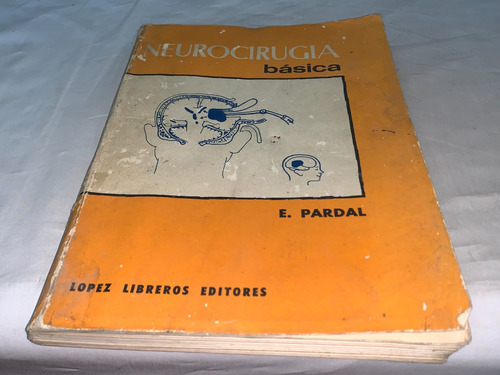 NEUROCIRUGIA
básica
E. PARDAL
LOPEZ LIBREROS EDITORES